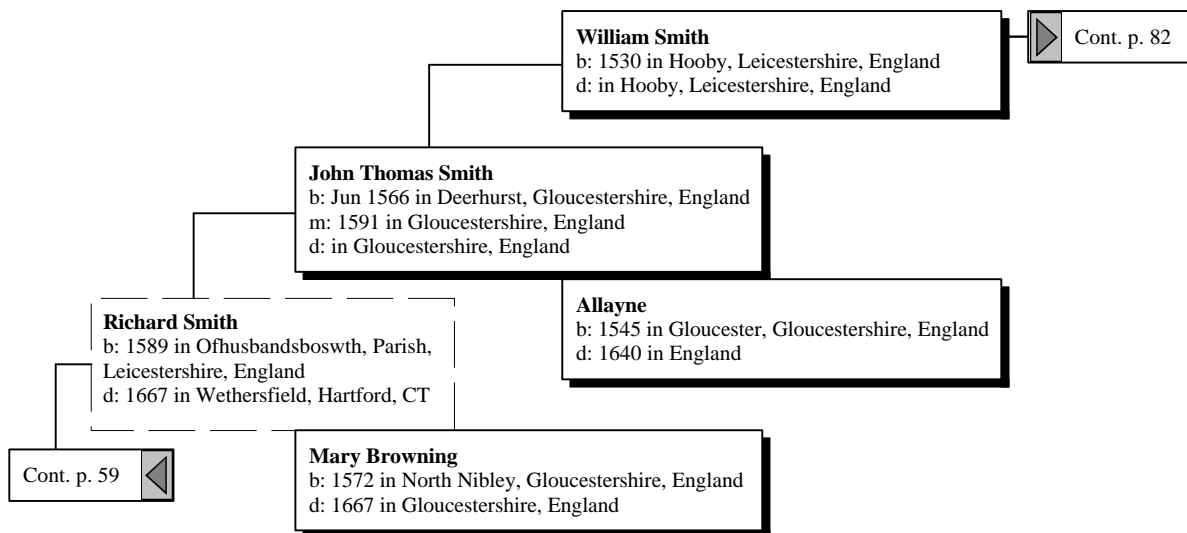 William Smith
b: 1530 in Hooby, Leicestershire, England
d: in Hooby, Leicestershire, England
Cont. p. 82
John Thomas Smith
b: Jun 1566 in Deerhurst, Gloucestershire, England
m: 1591 in Gloucestershire, England
d: in Gloucestershire, England
Allayne
b: 1545 in Gloucester, Gloucestershire, England
d: 1640 in England
Richard Smith
b: 1589 in Ofhusbandsboswth, Parish,
Leicestershire, England
d: 1667 in Wethersfield, Hartford, CT
Cont. p. 59
Mary Browning
b: 1572 in North Nibley, Gloucestershire, England
d: 1667 in Gloucestershire, England